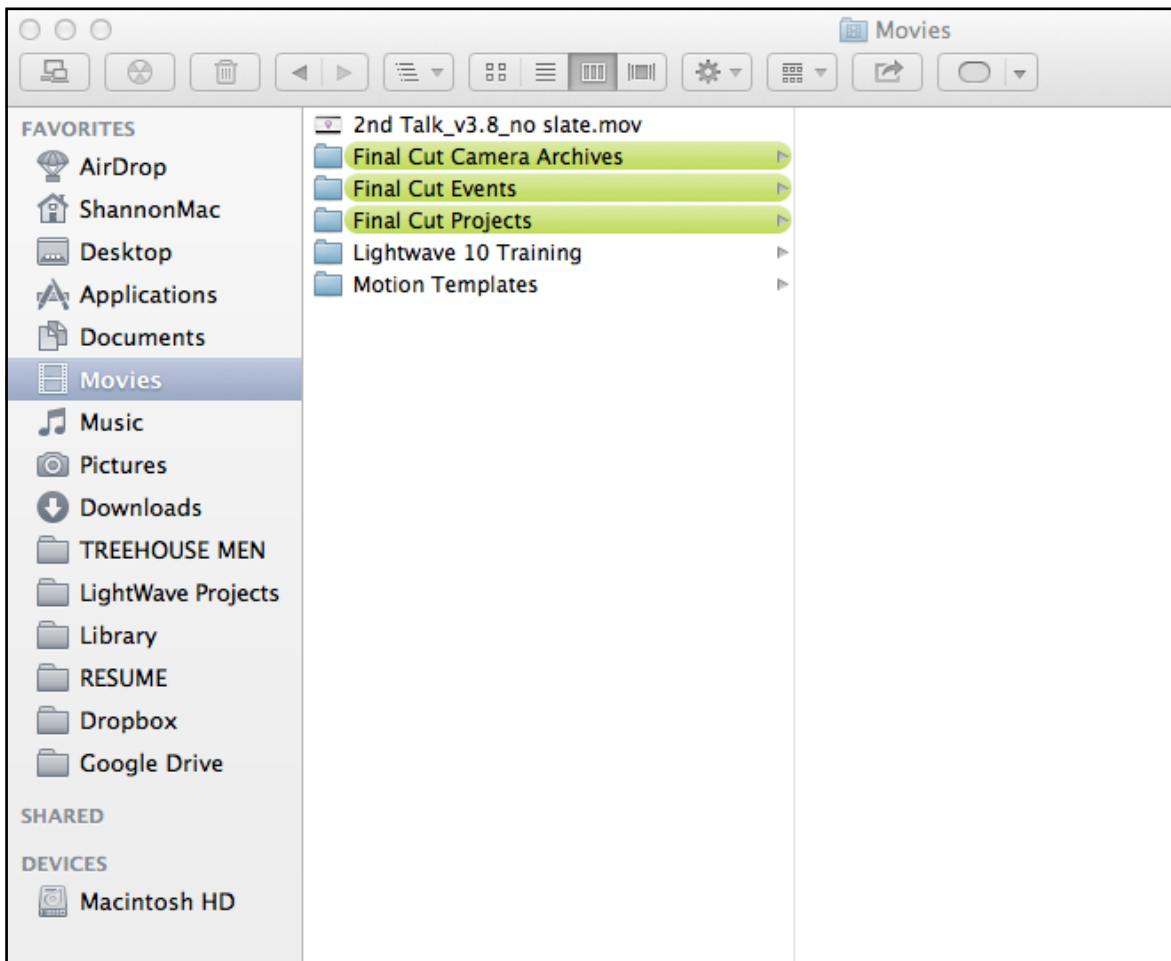 Movies
FAVORITES
AirDrop
ShannonMac
Desktop
Applications
Documents
Movies
Music
Pictures
Downloads
TREEHOUSE MEN
LightWave Projects
Library
RESUME
Dropbox
Google Drive
SHARED
DEVICES
Macintosh HD
2nd Talk_v3.8_no slate.mov
Final Cut Camera Archives
Final Cut Events
Final Cut Projects
Lightwave 10 Training
Motion Templates